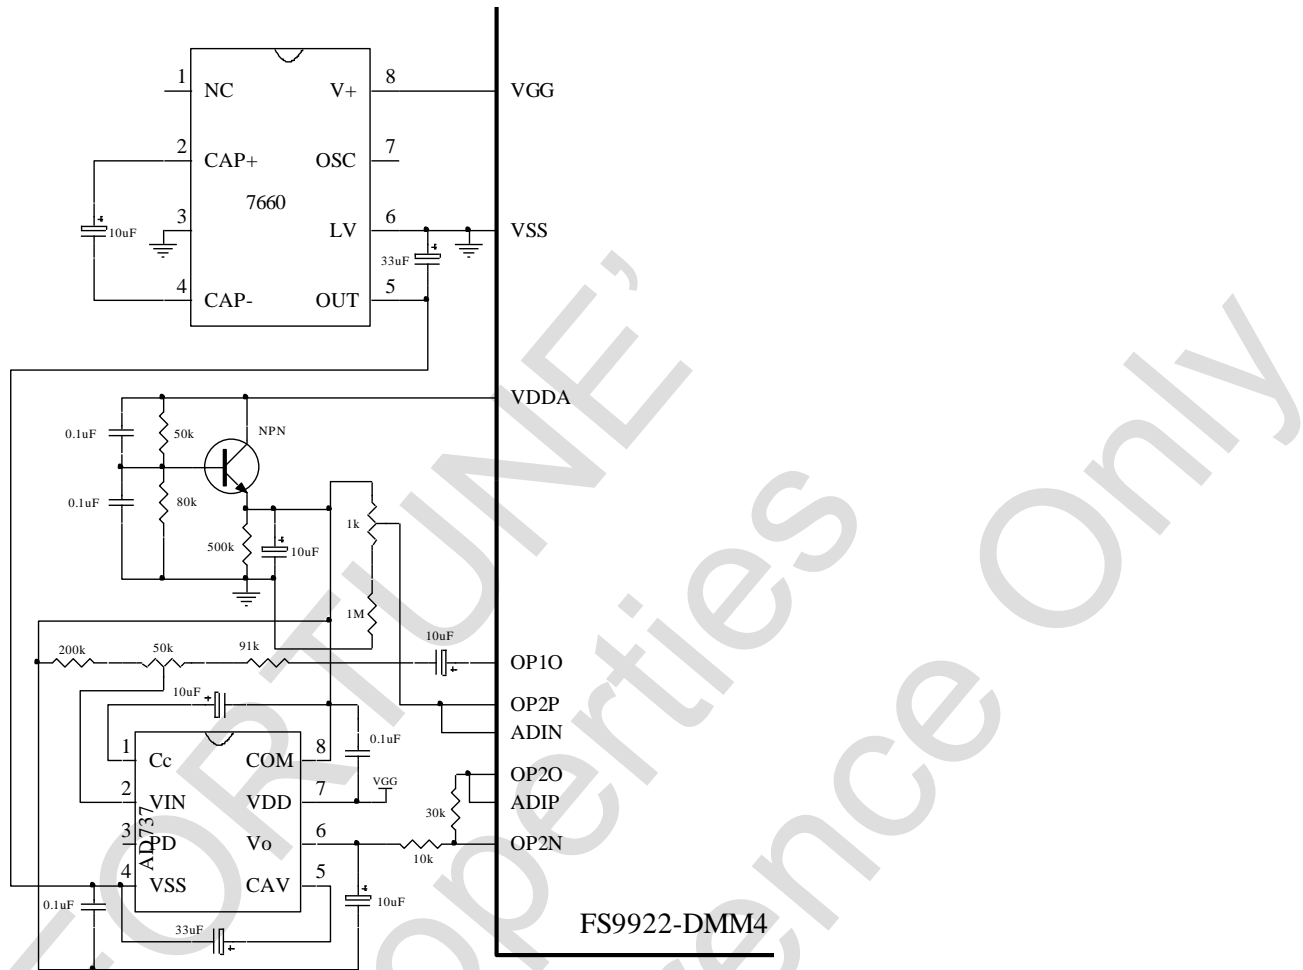 1 NC V+ 8 VGG
2 CAP+ OSC 7
7660
10uF
3 LV 6 VSS
33uF
4 CAP- OUT 5
VDDA
0.1uF 50k NPN
0.1uF 80k
1k
500k 10uF
1M
200k 50k 91k 10uF OP1O
10uF OP2P
ADIN
0.1uF
1 Cc COM 8
OP2O
VGG
2 VIN VDD 7 ADIP
30k
AD737
3 PD Vo 6 OP2N
10k
4 VSS CAV 5
0.1uF 10uF
33uF
FS9922-DMM4
FORTUNE'
Properties
Reference Only